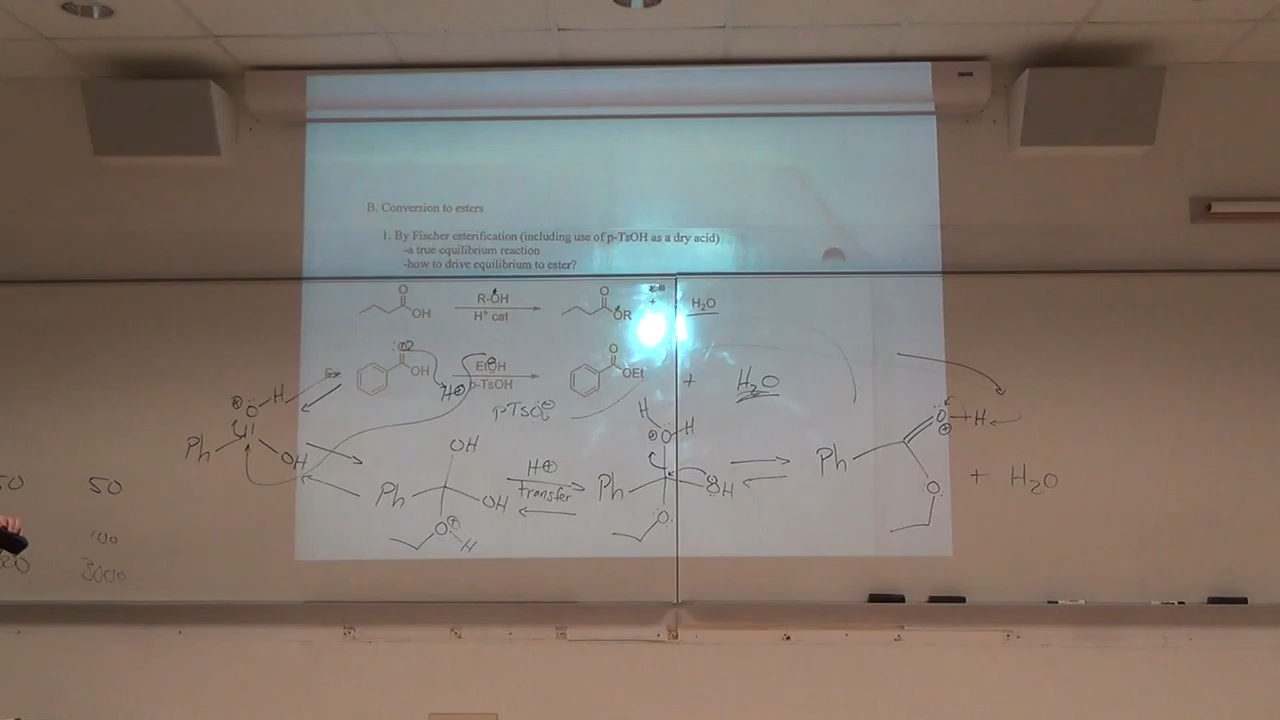 B. Conversion to esters
1. By Fischer esterification (including use of p-TsOH as a dry acid)
-a true equilibrium reaction
-how to drive equilibrium to ester?
O OH R-OH H⁺ cat O OR + H₂O
:O: OH H⊕ EtOH p-TsOH O OEt + H₂O
pTsO⊖
⊕ Ö-H
Ph OH
OH
Ph OH
O⊕ H
H⊕
transfer
H O⊕ H
Ph OH
O
Ph O⊕ H
O
+ H₂O
50 50
100
3000